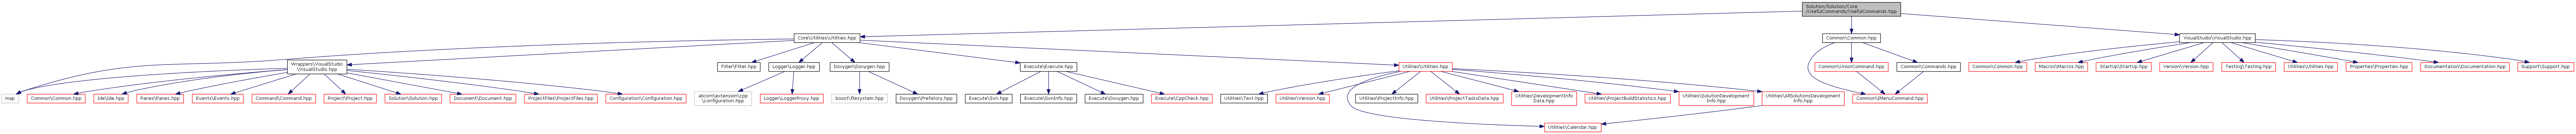 Solution/Solution/Core
/UsefulCommands/UsefulCommands.hpp
Core\Utilities\Utilities.hpp
Common\Common.hpp
VisualStudio\VisualStudio.hpp
Wrappers\VisualStudio
\VisualStudio.hpp
Filter\Filter.hpp
Logger\Logger.hpp
Doxygen\Doxygen.hpp
Execute\Execute.hpp
Utilities\Utilities.hpp
Common\UnionCommand.hpp
Common\Commands.hpp
Common\Common.hpp
Macros\Macros.hpp
StartUp\StartUp.hpp
Version\Version.hpp
Testing\Testing.hpp
Utilities\Utilities.hpp
Properties\Properties.hpp
Documentation\Documentation.hpp
Support\Support.hpp
map
Common\Common.hpp
Ide\Ide.hpp
Panes\Panes.hpp
Events\Events.hpp
Command\Command.hpp
Project\Project.hpp
Solution\Solution.hpp
Document\Document.hpp
ProjectFiles\ProjectFiles.hpp
Configuration\Configuration.hpp
alicorn\extension\cpp
\configuration.hpp
Logger\LoggerProxy.hpp
boost\filesystem.hpp
Doxygen\Prefatory.hpp
Execute\Svn.hpp
Execute\SvnInfo.hpp
Execute\Doxygen.hpp
Execute\CppCheck.hpp
Utilities\Text.hpp
Utilities\Version.hpp
Utilities\ProjectInfo.hpp
Utilities\ProjectTasksData.hpp
Utilities\DevelopmentInfo
Data.hpp
Utilities\ProjectBuildStatistics.hpp
Utilities\SolutionDevelopment
Info.hpp
Utilities\AllSolutionsDevelopment
Info.hpp
Common\IMenuCommand.hpp
Utilities\Calendar.hpp